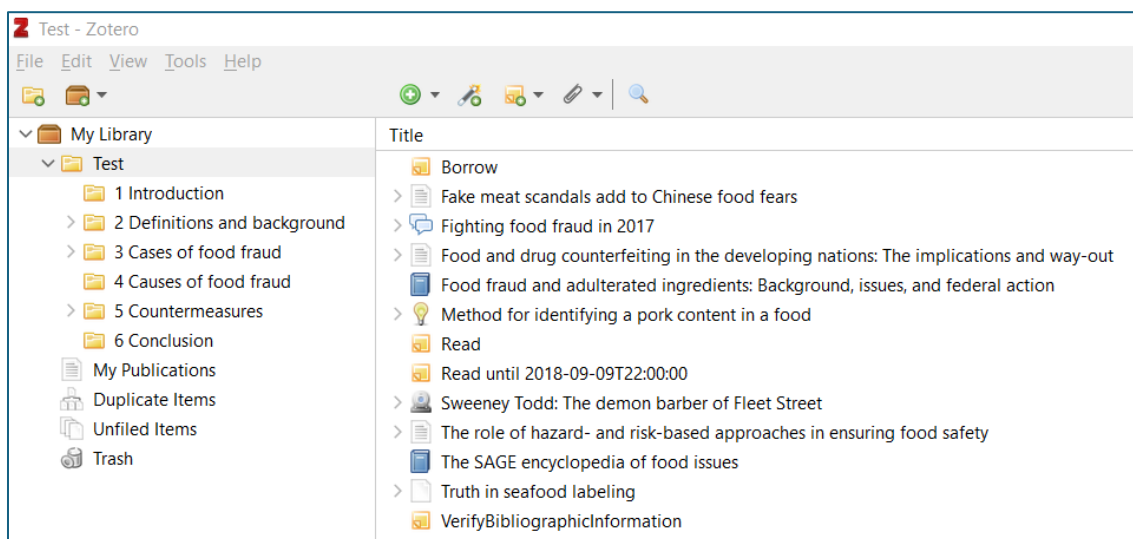 Test - Zotero
File Edit View Tools Help
My Library
Test
1 Introduction
2 Definitions and background
3 Cases of food fraud
4 Causes of food fraud
5 Countermeasures
6 Conclusion
My Publications
Duplicate Items
Unfiled Items
Trash
Title
Borrow
Fake meat scandals add to Chinese food fears
Fighting food fraud in 2017
Food and drug counterfeiting in the developing nations: The implications and way-out
Food fraud and adulterated ingredients: Background, issues, and federal action
Method for identifying a pork content in a food
Read
Read until 2018-09-09T22:00:00
Sweeney Todd: The demon barber of Fleet Street
The role of hazard- and risk-based approaches in ensuring food safety
The SAGE encyclopedia of food issues
Truth in seafood labeling
VerifyBibliographicInformation